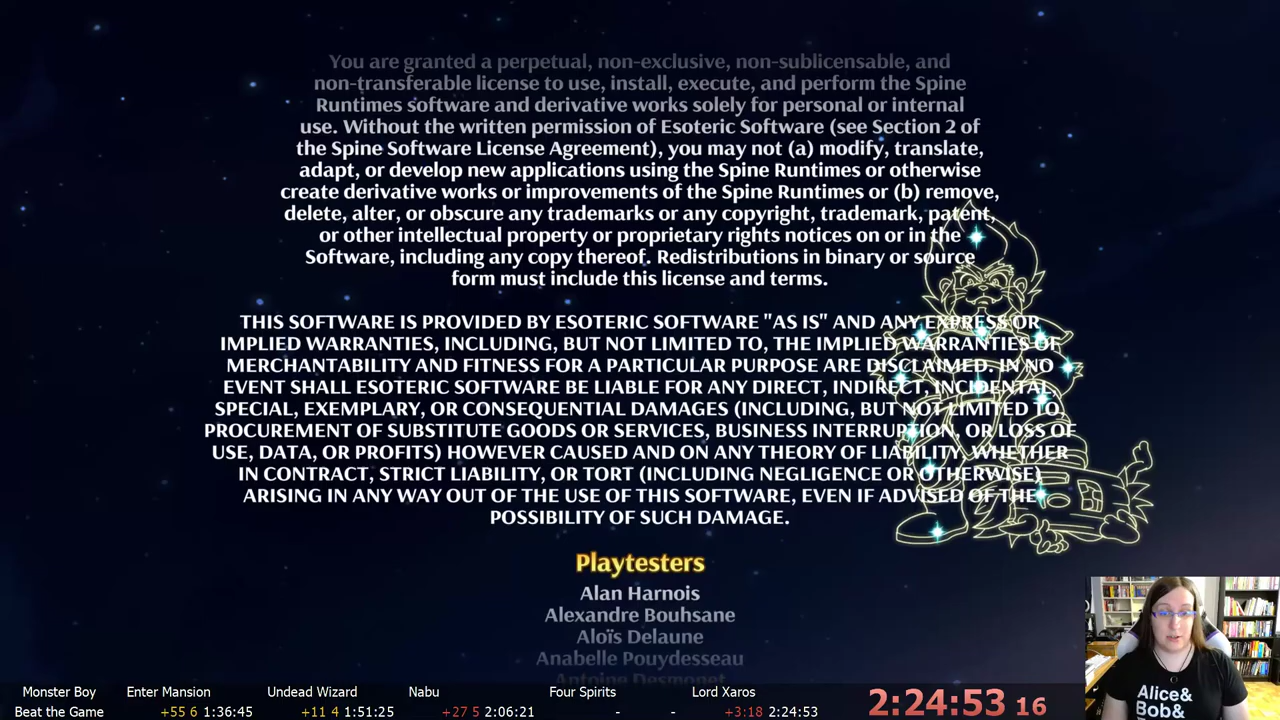 You are granted a perpetual, non-exclusive, non-sublicensable, and
non-transferable license to use, install, execute, and perform the Spine
Runtimes software and derivative works solely for personal or internal
use. Without the written permission of Esoteric Software (see Section 2 of
the Spine Software License Agreement), you may not (a) modify, translate,
adapt, or develop new applications using the Spine Runtimes or otherwise
create derivative works or improvements of the Spine Runtimes or (b) remove,
delete, alter, or obscure any trademarks or any copyright, trademark, patent,
or other intellectual property or proprietary rights notices on or in the
Software, including any copy thereof. Redistributions in binary or source
form must include this license and terms.
THIS SOFTWARE IS PROVIDED BY ESOTERIC SOFTWARE "AS IS" AND ANY EXPRESS OR
IMPLIED WARRANTIES, INCLUDING, BUT NOT LIMITED TO, THE IMPLIED WARRANTIES OF
MERCHANTABILITY AND FITNESS FOR A PARTICULAR PURPOSE ARE DISCLAIMED. IN NO
EVENT SHALL ESOTERIC SOFTWARE BE LIABLE FOR ANY DIRECT, INDIRECT, INCIDENTAL,
SPECIAL, EXEMPLARY, OR CONSEQUENTIAL DAMAGES (INCLUDING, BUT NOT LIMITED TO,
PROCUREMENT OF SUBSTITUTE GOODS OR SERVICES, BUSINESS INTERRUPTION, OR LOSS OF
USE, DATA, OR PROFITS) HOWEVER CAUSED AND ON ANY THEORY OF LIABILITY, WHETHER
IN CONTRACT, STRICT LIABILITY, OR TORT (INCLUDING NEGLIGENCE OR OTHERWISE)
ARISING IN ANY WAY OUT OF THE USE OF THIS SOFTWARE, EVEN IF ADVISED OF THE
POSSIBILITY OF SUCH DAMAGE.
Playtesters
Alan Harnois
Alexandre Bouhsane
Aloïs Delaune
Anabelle Pouydesseau
Antoine Desmonet
Alice&
Bob&
Monster Boy Enter Mansion Undead Wizard Nabu Four Spirits Lord Xaros
Beat the Game +55 6 1:36:45 +11 4 1:51:25 +27 5 2:06:21 - - +3:18 2:24:53
2:24:53 16